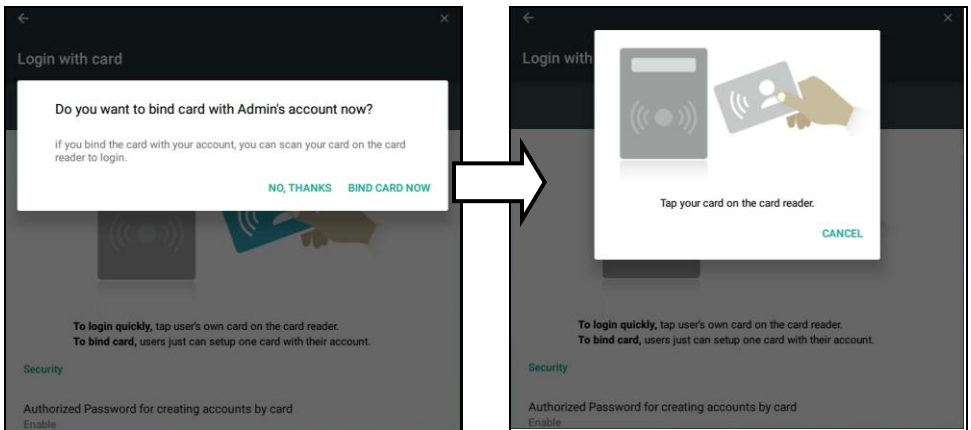 Login with card
Do you want to bind card with Admin's account now?
if you bind the card with your account, you can scan your card on the card
reader to login.
NO, THANKS BIND CARD NOW
To login quickly, tap user's own card on the card reader.
To bind card, users just can setup one card with their account.
Security
Authorized Password for creating accounts by card
Enable
Login with
Tap your card on the card reader.
CANCEL
To login quickly, tap user's own card on the card reader.
To bind card, users just can setup one card with their account.
Security
Authorized Password for creating accounts by card
Enable